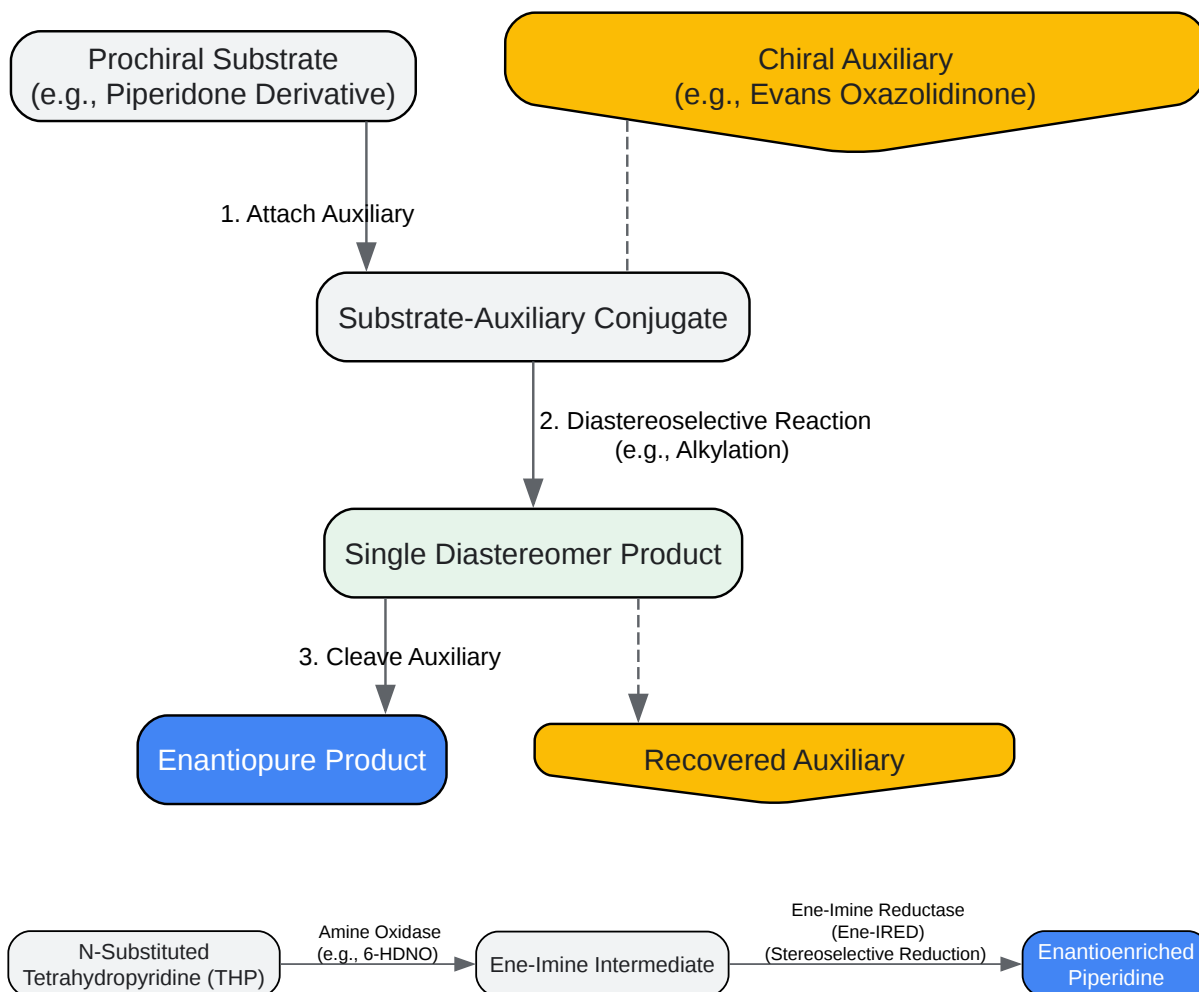 Prochiral Substrate
(e.g., Piperidone Derivative)
Chiral Auxiliary
(e.g., Evans Oxazolidinone)
1. Attach Auxiliary
Substrate-Auxiliary Conjugate
2. Diastereoselective Reaction
(e.g., Alkylation)
Single Diastereomer Product
3. Cleave Auxiliary
Enantiopure Product
Recovered Auxiliary
N-Substituted
Tetrahydropyridine (THP)
Amine Oxidase
(e.g., 6-HDNO)
Ene-Imine Intermediate
Ene-Imine Reductase
(Ene-IRED)
(Stereoselective Reduction)
Enantioenriched
Piperidine